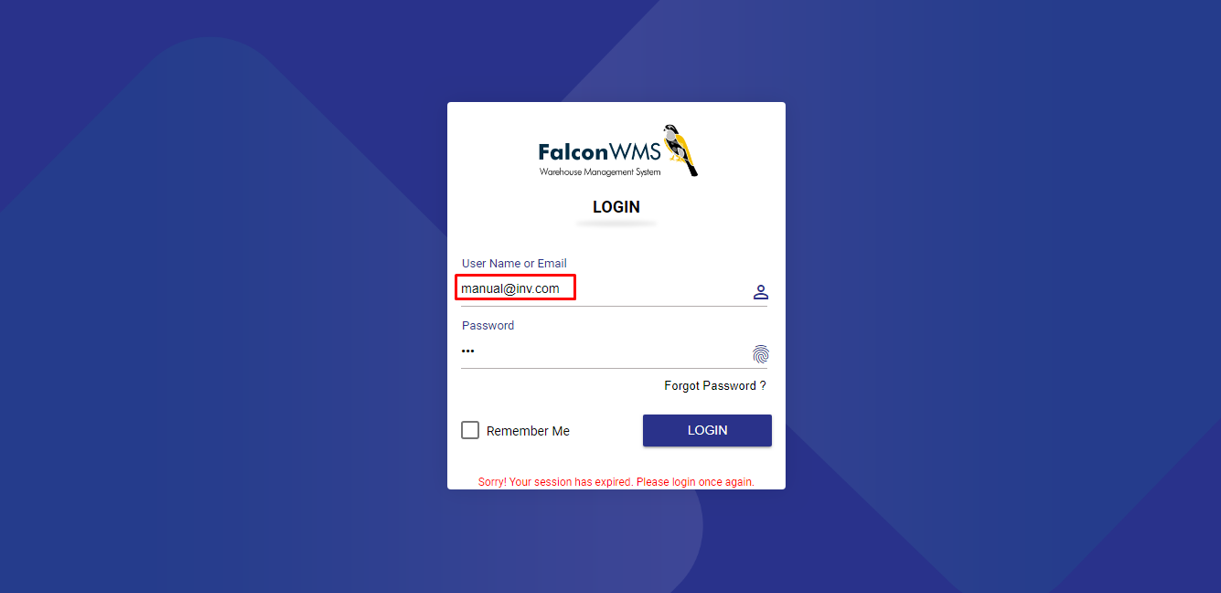 FalconWMS
Warehouse Management System
LOGIN
User Name or Email
manual@inv.com
Password
•••
Forgot Password ?
Remember Me
LOGIN
Sorry! Your session has expired. Please login once again.